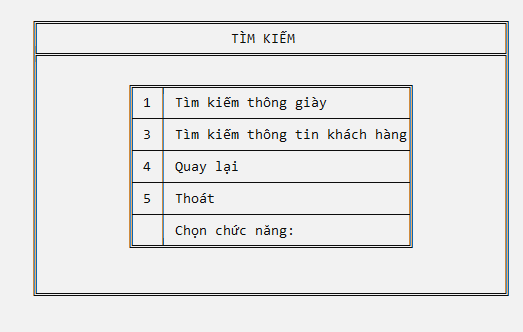 TÌM KIẾM
1 Tìm kiếm thông giày
3 Tìm kiếm thông tin khách hàng
4 Quay lại
5 Thoát
Chọn chức năng: